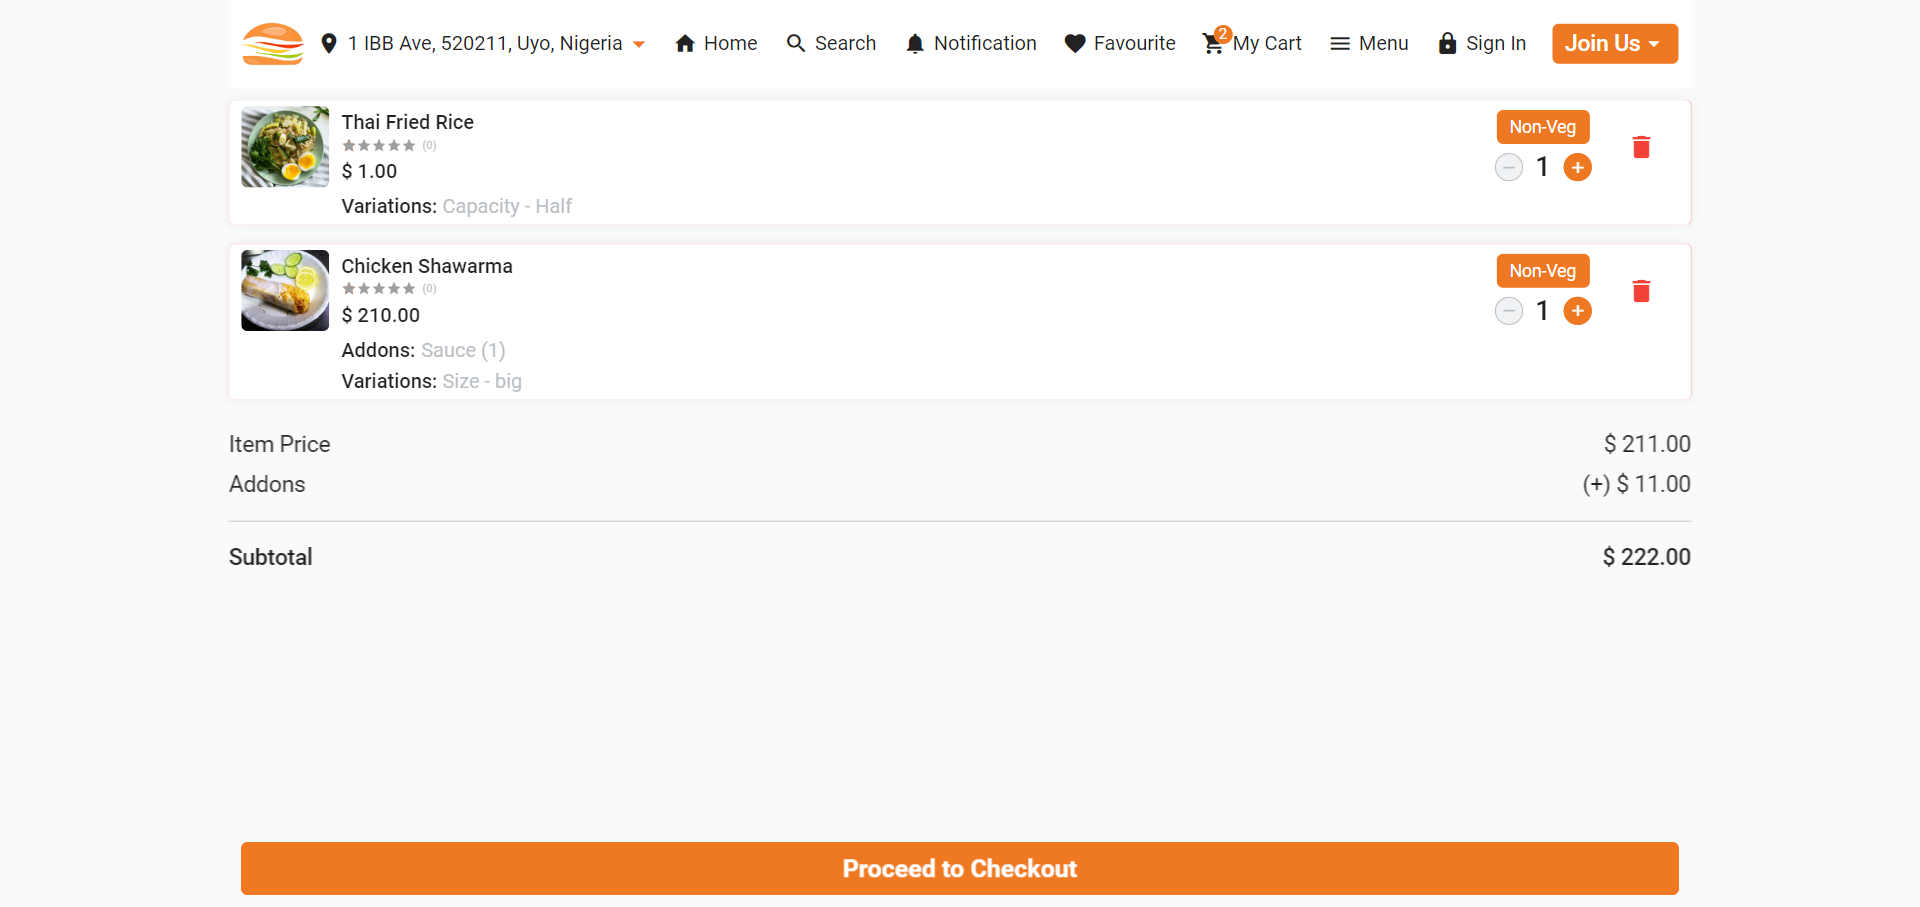 1 IBB Ave, 520211, Uyo, Nigeria Home Search Notification Favourite 2 My Cart Menu Sign In Join Us
Thai Fried Rice Non-Veg
(0)
$ 1.00 1
Variations: Capacity - Half
Chicken Shawarma Non-Veg
(0)
$ 210.00 1
Addons: Sauce (1)
Variations: Size - big
Item Price $ 211.00
Addons (+) $ 11.00
Subtotal $ 222.00
Proceed to Checkout